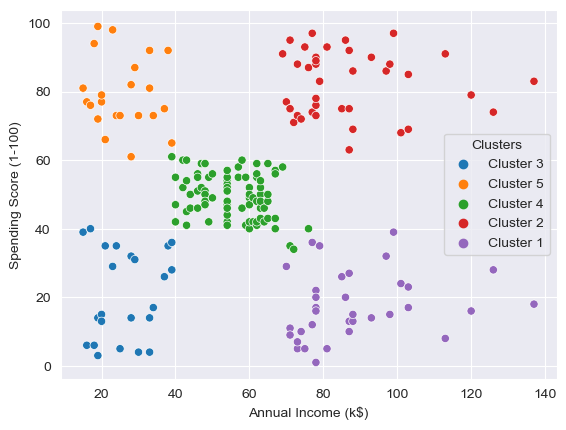 100
80
60
40
20
0
Spending Score (1-100)
20
40
60
80
100
120
140
Annual Income (k$)
Clusters
Cluster 3
Cluster 5
Cluster 4
Cluster 2
Cluster 1